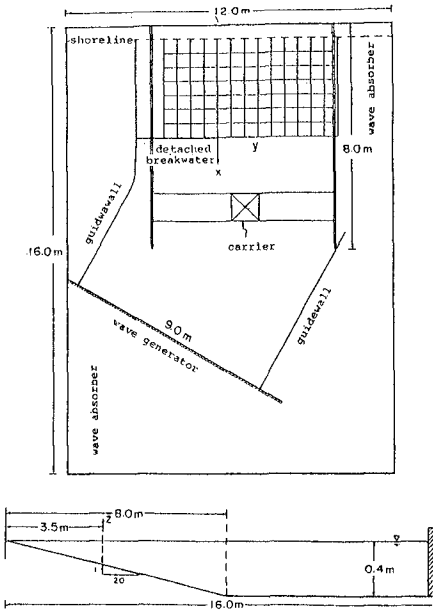 12.0m
shoreline
wave absorber
detached
breakwater
y
x
8.0m
guidwawall
carrier
16.0m
9.0m
wave generator
guidewall
wave absorber
8.0m
3.5m
z
1
20
0.4m
16.0m